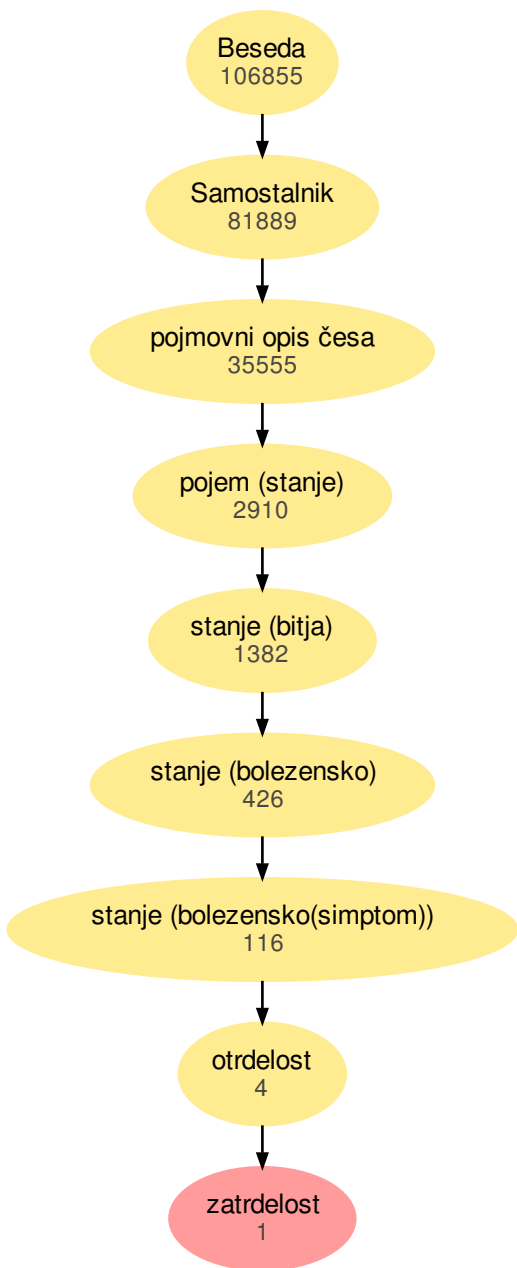 Beseda
106855
Samostalnik
81889
pojmovni opis česa
35555
pojem (stanje)
2910
stanje (bitja)
1382
stanje (bolezensko)
426
stanje (bolezensko(simptom))
116
otrdelost
4
zatrdelost
1